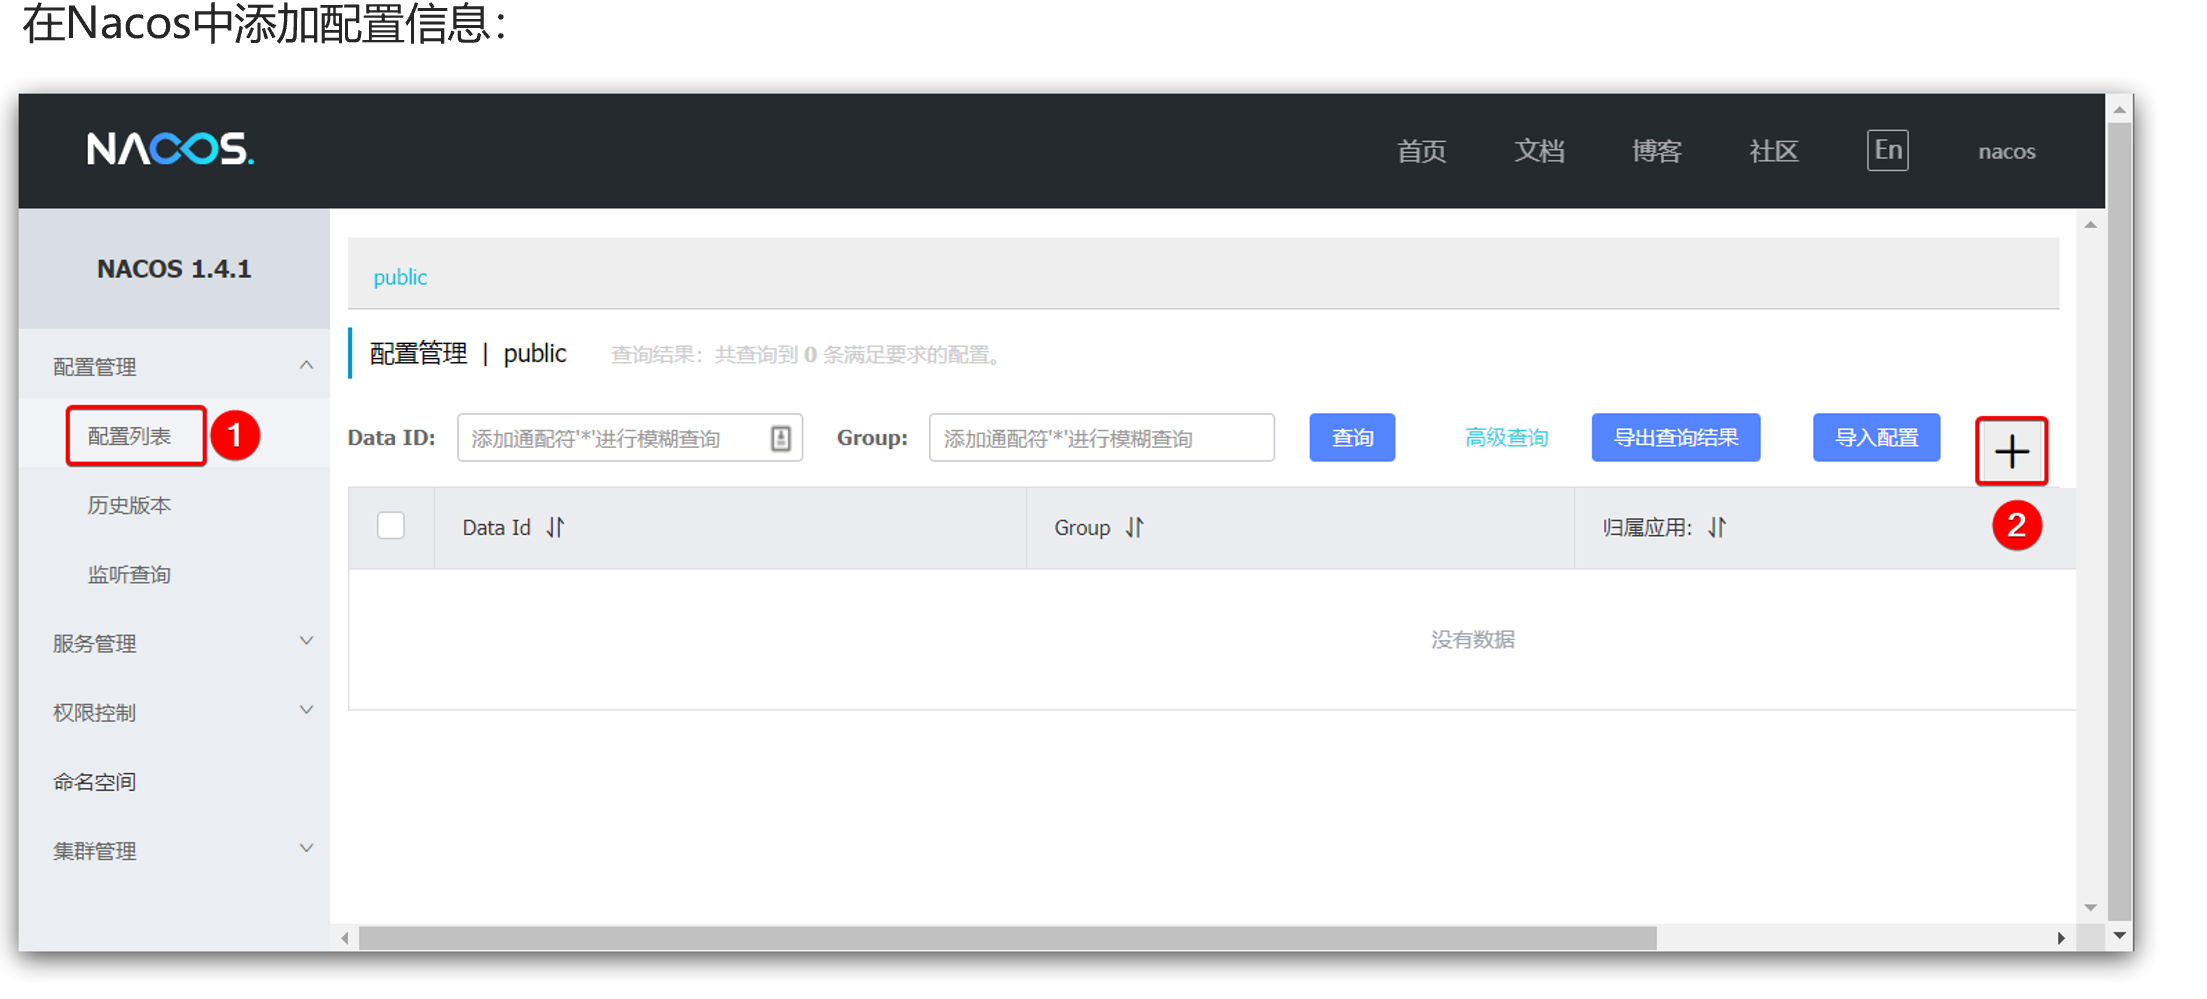 在Nacos中添加配置信息：
NACOS.
首页 文档 博客 社区 En nacos
NACOS 1.4.1
public
配置管理 | public 查询结果：共查询到 0 条满足要求的配置。
配置管理
配置列表 1
历史版本
监听查询
服务管理
权限控制
命名空间
集群管理
Data ID: 添加通配符'*'进行模糊查询 Group: 添加通配符'*'进行模糊查询 查询 高级查询 导出查询结果 导入配置 +
Data Id Group 归属应用: 2
没有数据